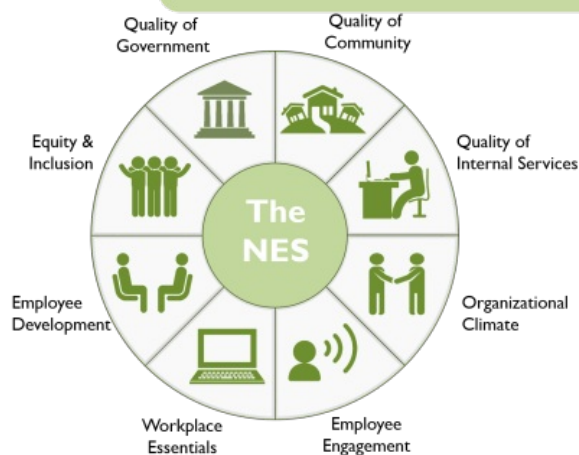 Quality of
Government
Quality of
Community
Equity &
Inclusion
Quality of
Internal Services
The
NES
Employee
Development
Organizational
Climate
Workplace
Essentials
Employee
Engagement